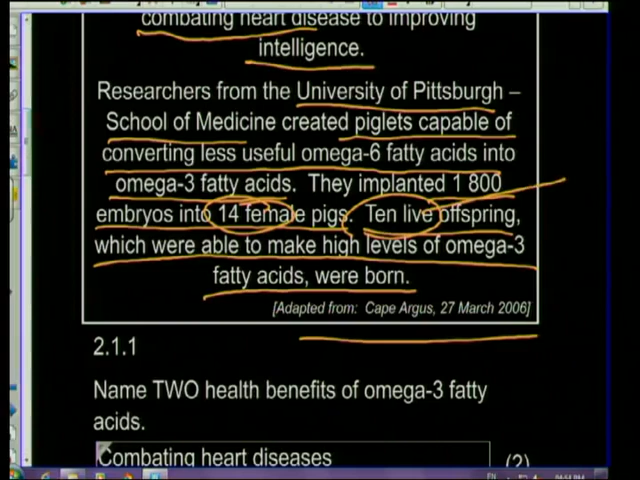 combating heart disease to improving
intelligence.
Researchers from the University of Pittsburgh –
School of Medicine created piglets capable of
converting less useful omega-6 fatty acids into
omega-3 fatty acids.  They implanted 1 800
embryos into 14 female pigs.  Ten live offspring,
which were able to make high levels of omega-3
fatty acids, were born.
[Adapted from:  Cape Argus, 27 March 2006]
2.1.1
Name TWO health benefits of omega-3 fatty
acids.
Combating heart diseases
(2)